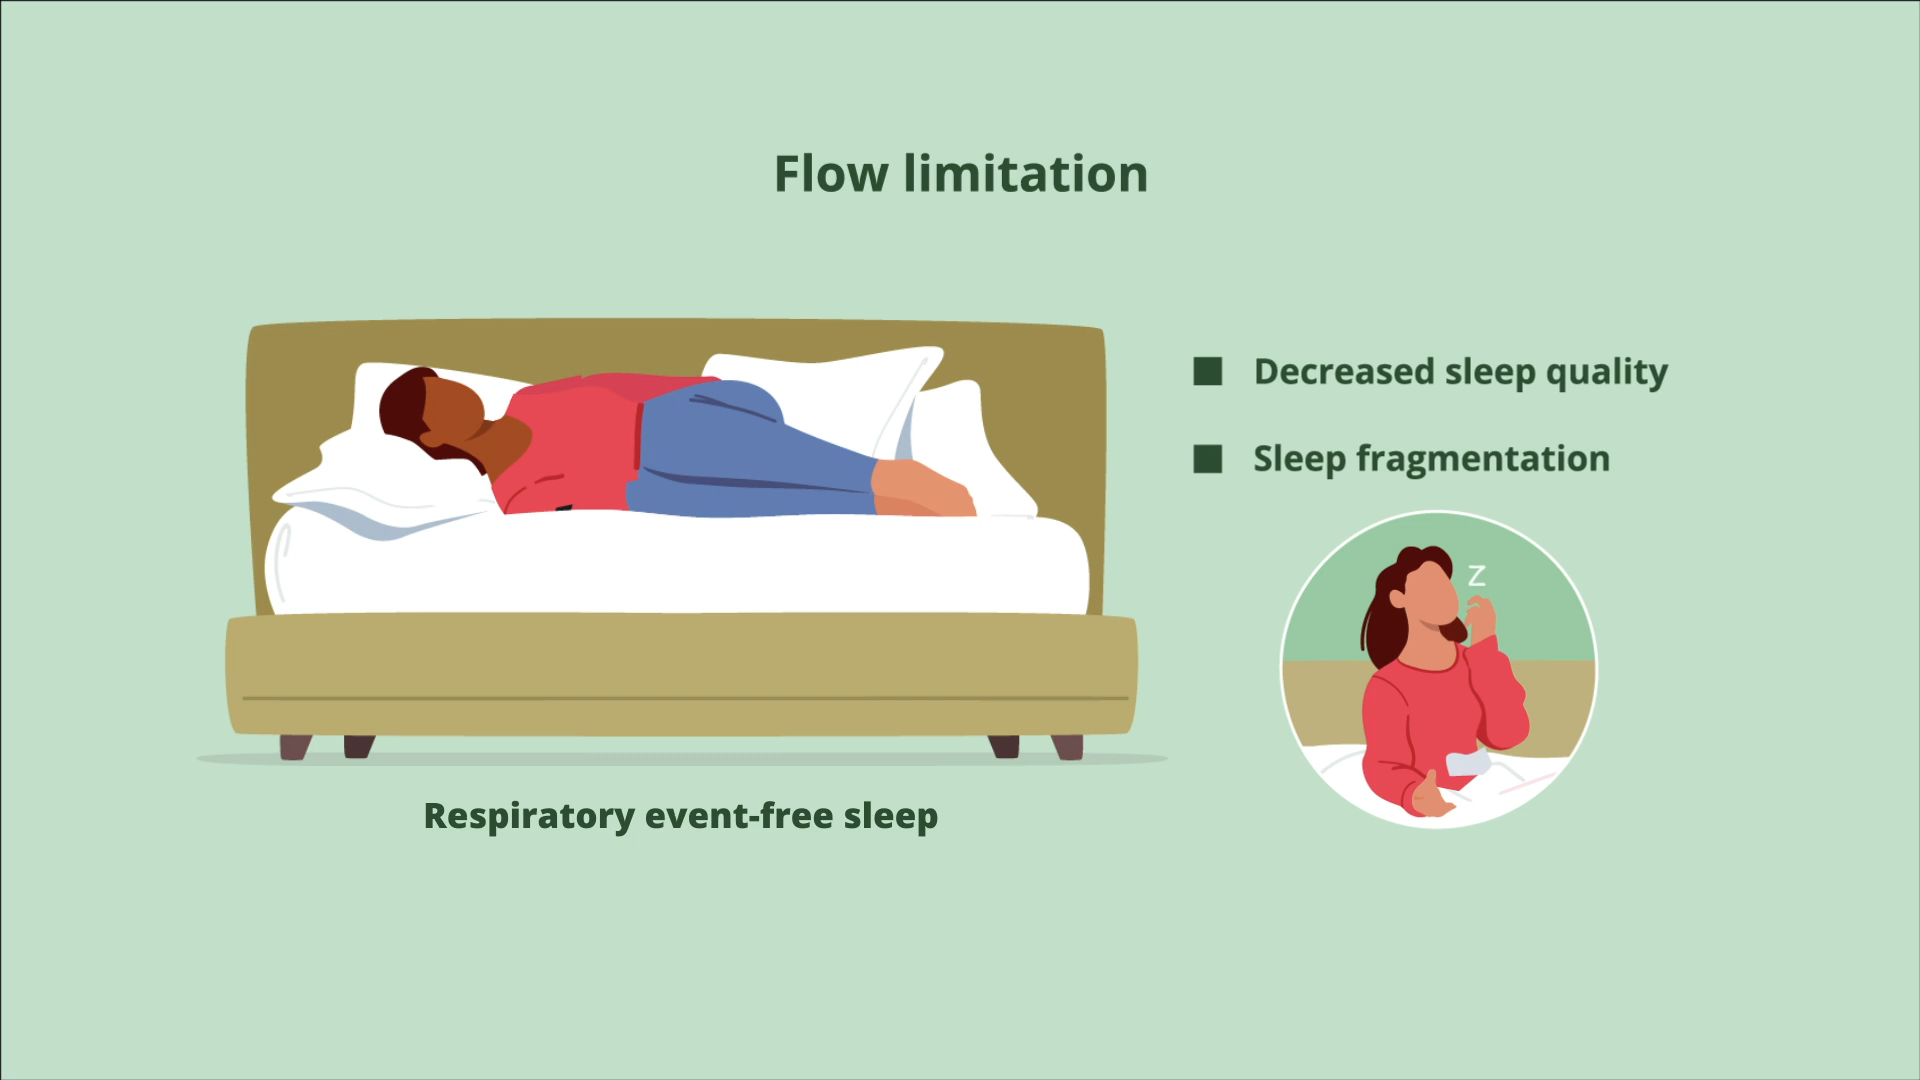 Flow limitation
Decreased sleep quality
Sleep fragmentation
Z
Respiratory event-free sleep